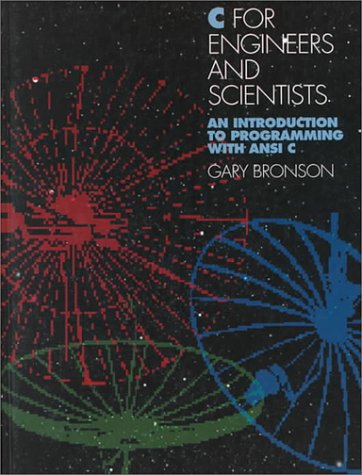 C FOR
ENGINEERS
AND
SCIENTISTS
AN INTRODUCTION
TO PROGRAMMING
WITH ANSI C
GARY BRONSON